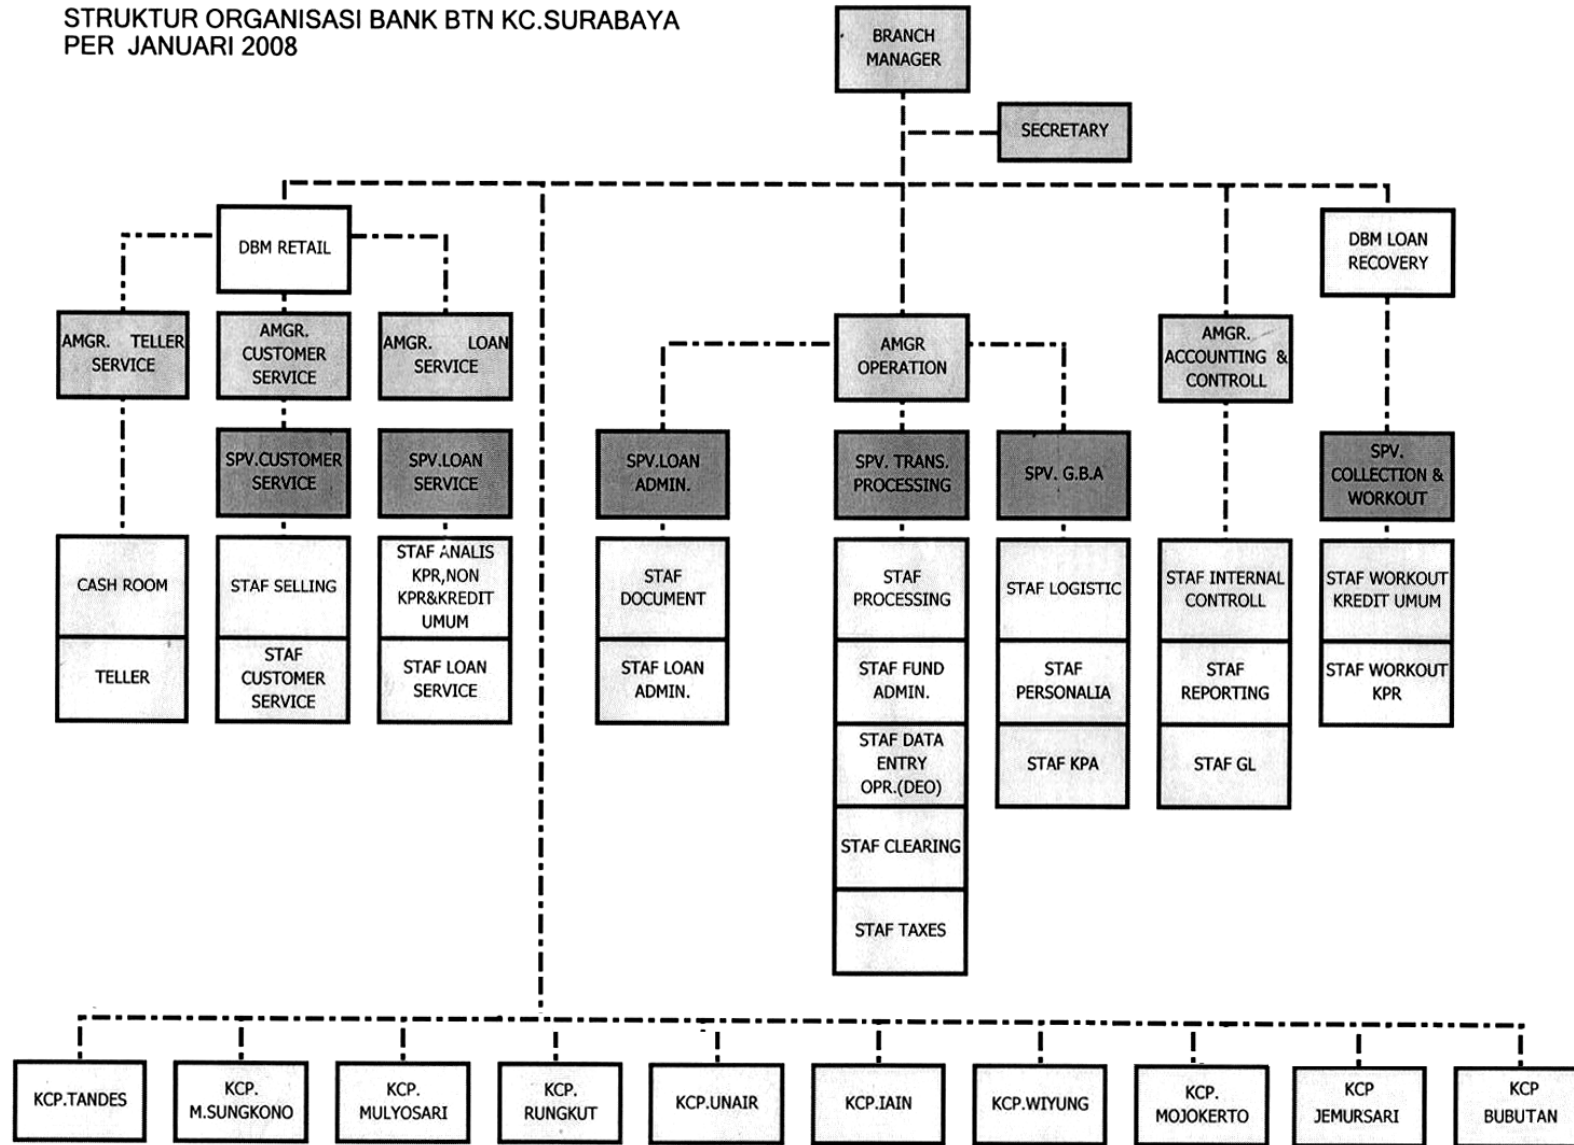 STRUKTUR ORGANISASI BANK BTN KC.SURABAYA
PER JANUARI 2008
BRANCH
MANAGER
SECRETARY
DBM RETAIL
DBM LOAN
RECOVERY
AMGR. TELLER
SERVICE
AMGR.
CUSTOMER
SERVICE
AMGR. LOAN
SERVICE
AMGR
OPERATION
AMGR.
ACCOUNTING &
CONTROLL
SPV.CUSTOMER
SERVICE
SPV.LOAN
SERVICE
SPV.LOAN
ADMIN.
SPV. TRANS.
PROCESSING
SPV. G.B.A
SPV.
COLLECTION &
WORKOUT
CASH ROOM
STAF SELLING
STAF ANALIS
KPR,NON
KPR&KREDIT
UMUM
STAF
DOCUMENT
STAF
PROCESSING
STAF LOGISTIC
STAF INTERNAL
CONTROLL
STAF WORKOUT
KREDIT UMUM
TELLER
STAF
CUSTOMER
SERVICE
STAF LOAN
SERVICE
STAF LOAN
ADMIN.
STAF FUND
ADMIN.
STAF
PERSONALIA
STAF
REPORTING
STAF WORKOUT
KPR
STAF DATA
ENTRY
OPR.(DEO)
STAF KPA
STAF GL
STAF CLEARING
STAF TAXES
KCP.TANDES
KCP.
M.SUNGKONO
KCP.
MULYOSARI
KCP.
RUNGKUT
KCP.UNAIR
KCP.IAIN
KCP.WIYUNG
KCP.
MOJOKERTO
KCP
JEMURSARI
KCP
BUBUTAN